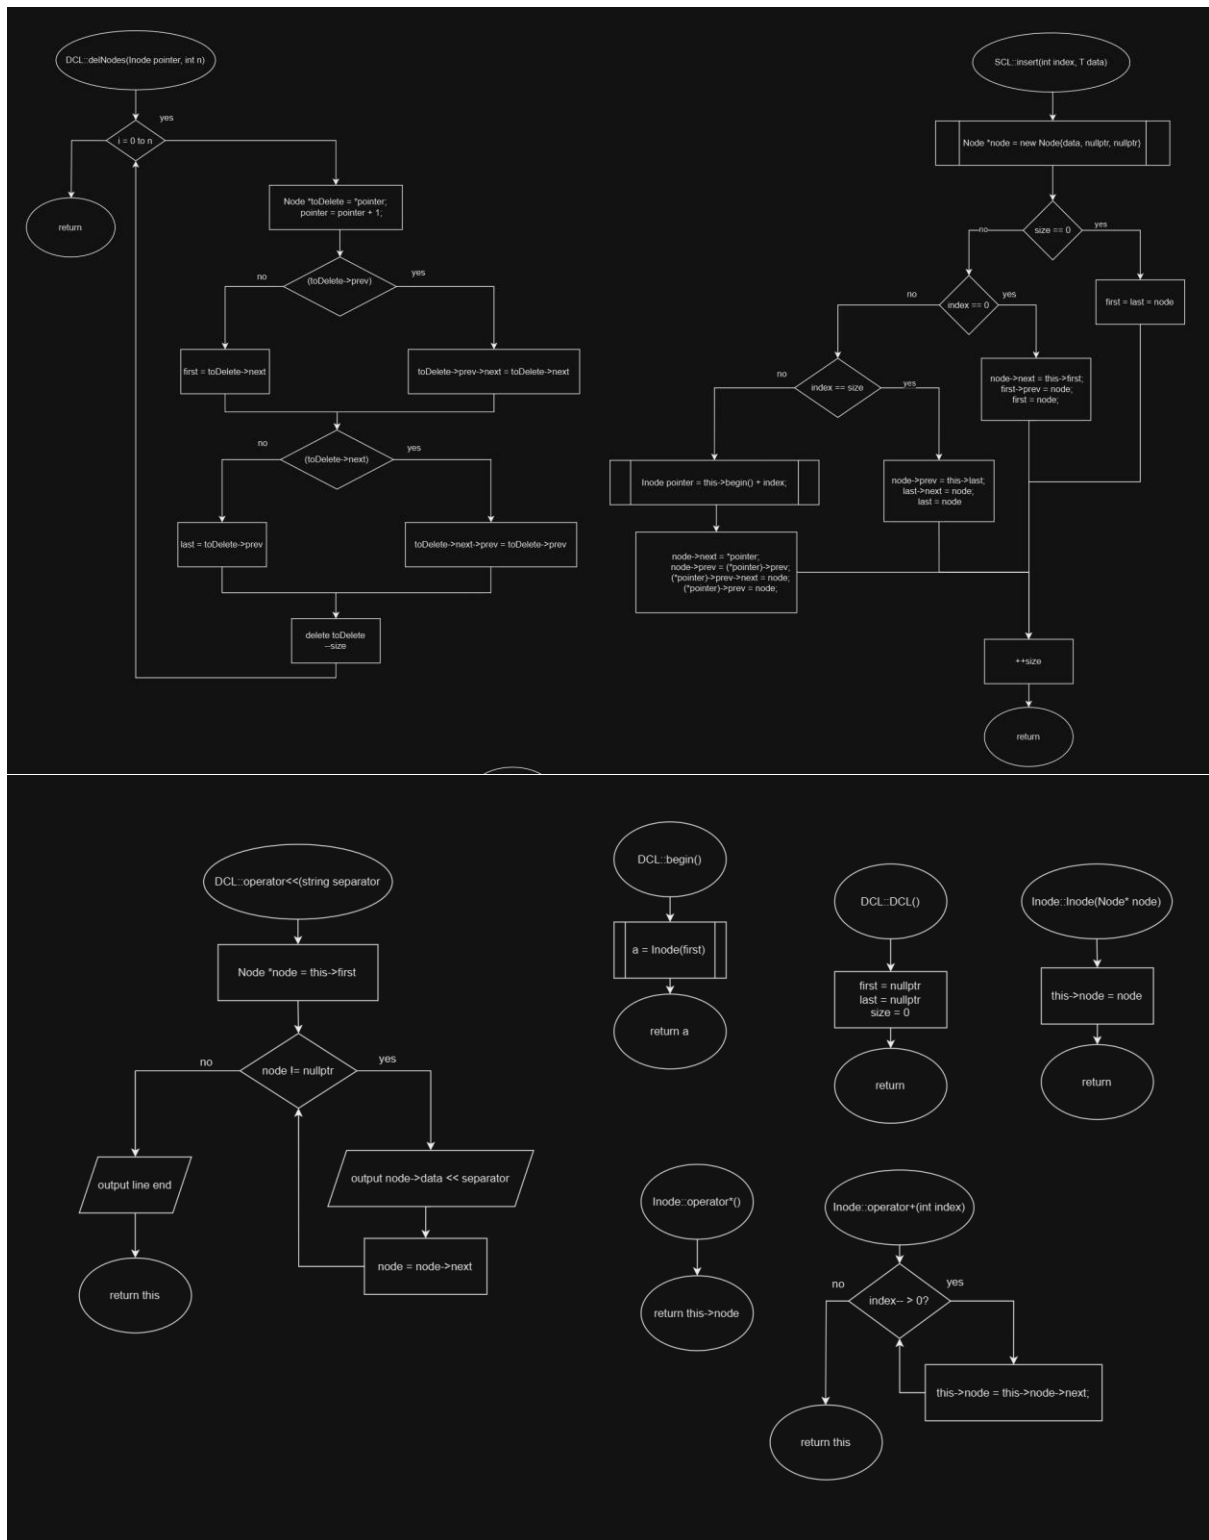 DCL::delNodes(Inode pointer, int n)
yes
i = 0 to n
return
Node *toDelete = *pointer;
pointer = pointer + 1;
no
(toDelete->prev)
yes
first = toDelete->next
toDelete->prev->next = toDelete->next
no
(toDelete->next)
yes
last = toDelete->prev
toDelete->next->prev = toDelete->prev
delete toDelete
--size
SCL::insert(int index, T data)
Node *node = new Node{data, nullptr, nullptr}
no
size == 0
yes
first = last = node
no
index == 0
yes
node->next = this->first;
first->prev = node;
first = node;
no
index == size
yes
Inode pointer = this->begin() + index;
node->prev = this->last;
last->next = node;
last = node
node->next = *pointer;
node->prev = (*pointer)->prev;
(*pointer)->prev->next = node;
(*pointer)->prev = node;
++size
return
DCL::operator<<(string separator
Node *node = this->first
no
node != nullptr
yes
output line end
output node->data << separator
node = node->next
return this
DCL::begin()
a = Inode(first)
return a
DCL::DCL()
first = nullptr
last = nullptr
size = 0
return
Inode::Inode(Node* node)
this->node = node
return
Inode::operator*()
return this->node
Inode::operator+(int index)
no
index-- > 0?
yes
this->node = this->node->next;
return this